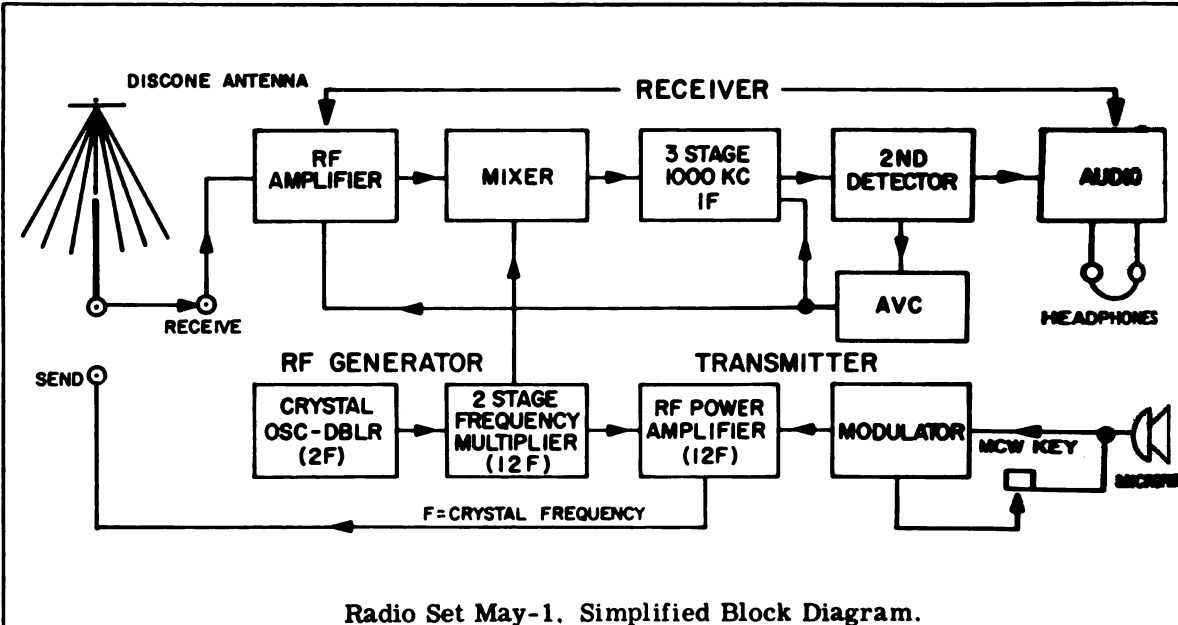 DISCONE ANTENNA
RECEIVER
RF
AMPLIFIER
MIXER
3 STAGE
1000 KC
IF
2ND
DETECTOR
AUDIO
RECEIVE
AVC
HEADPHONES
RF GENERATOR
TRANSMITTER
SEND
CRYSTAL
OSC-DBLR
(2F)
2 STAGE
FREQUENCY
MULTIPLIER
(12F)
RF POWER
AMPLIFIER
(12F)
MODULATOR
MCW KEY
F=CRYSTAL FREQUENCY
Radio Set May-1, Simplified Block Diagram.